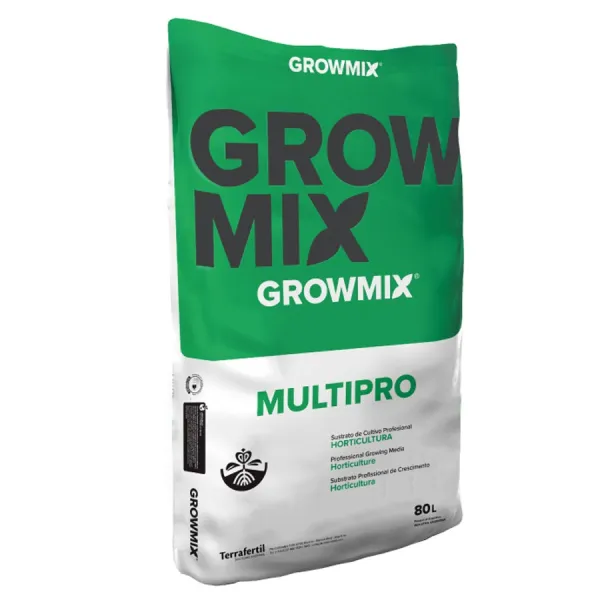 GROWMIX®
GROW
MIX
GROWMIX®
MULTIPRO
Sustrato de Cultivo Profesional
HORTICULTURA
Professional Growing Media
Horticulture
Substrato Profissional de Crescimento
Horticultura
80L
GROWMIX®
Terrafertil